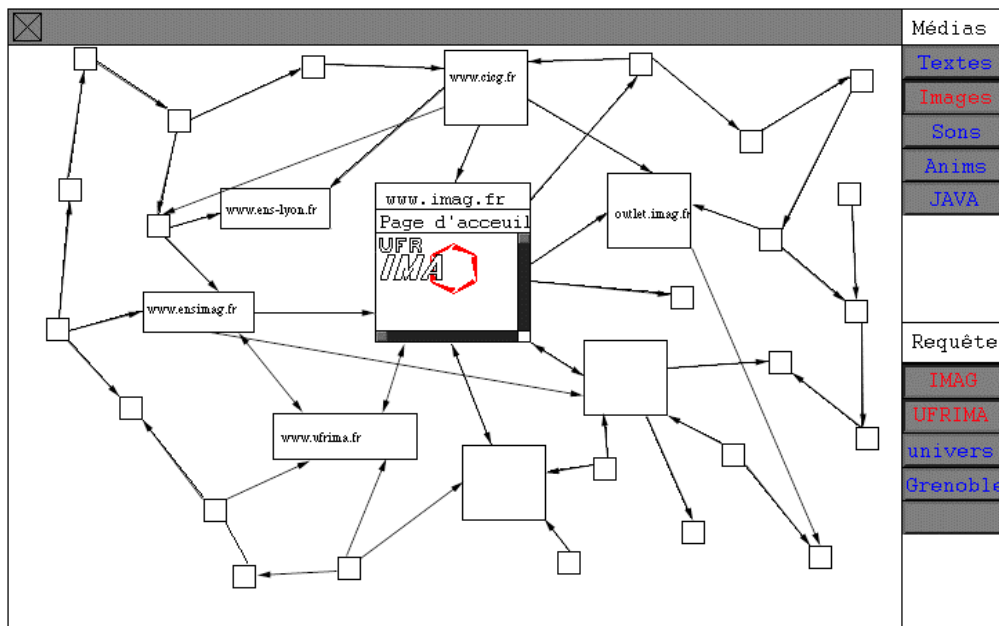 Médias
www.cicg.fr
Textes
Images
Sons
Anims
JAVA
www.ens-lyon.fr
www.imag.fr
outlet.imag.fr
Page d'acceuil
UFR
IMA
www.ensimag.fr
Requête
IMAG
UFRIMA
www.ufrima.fr
univers
Grenoble